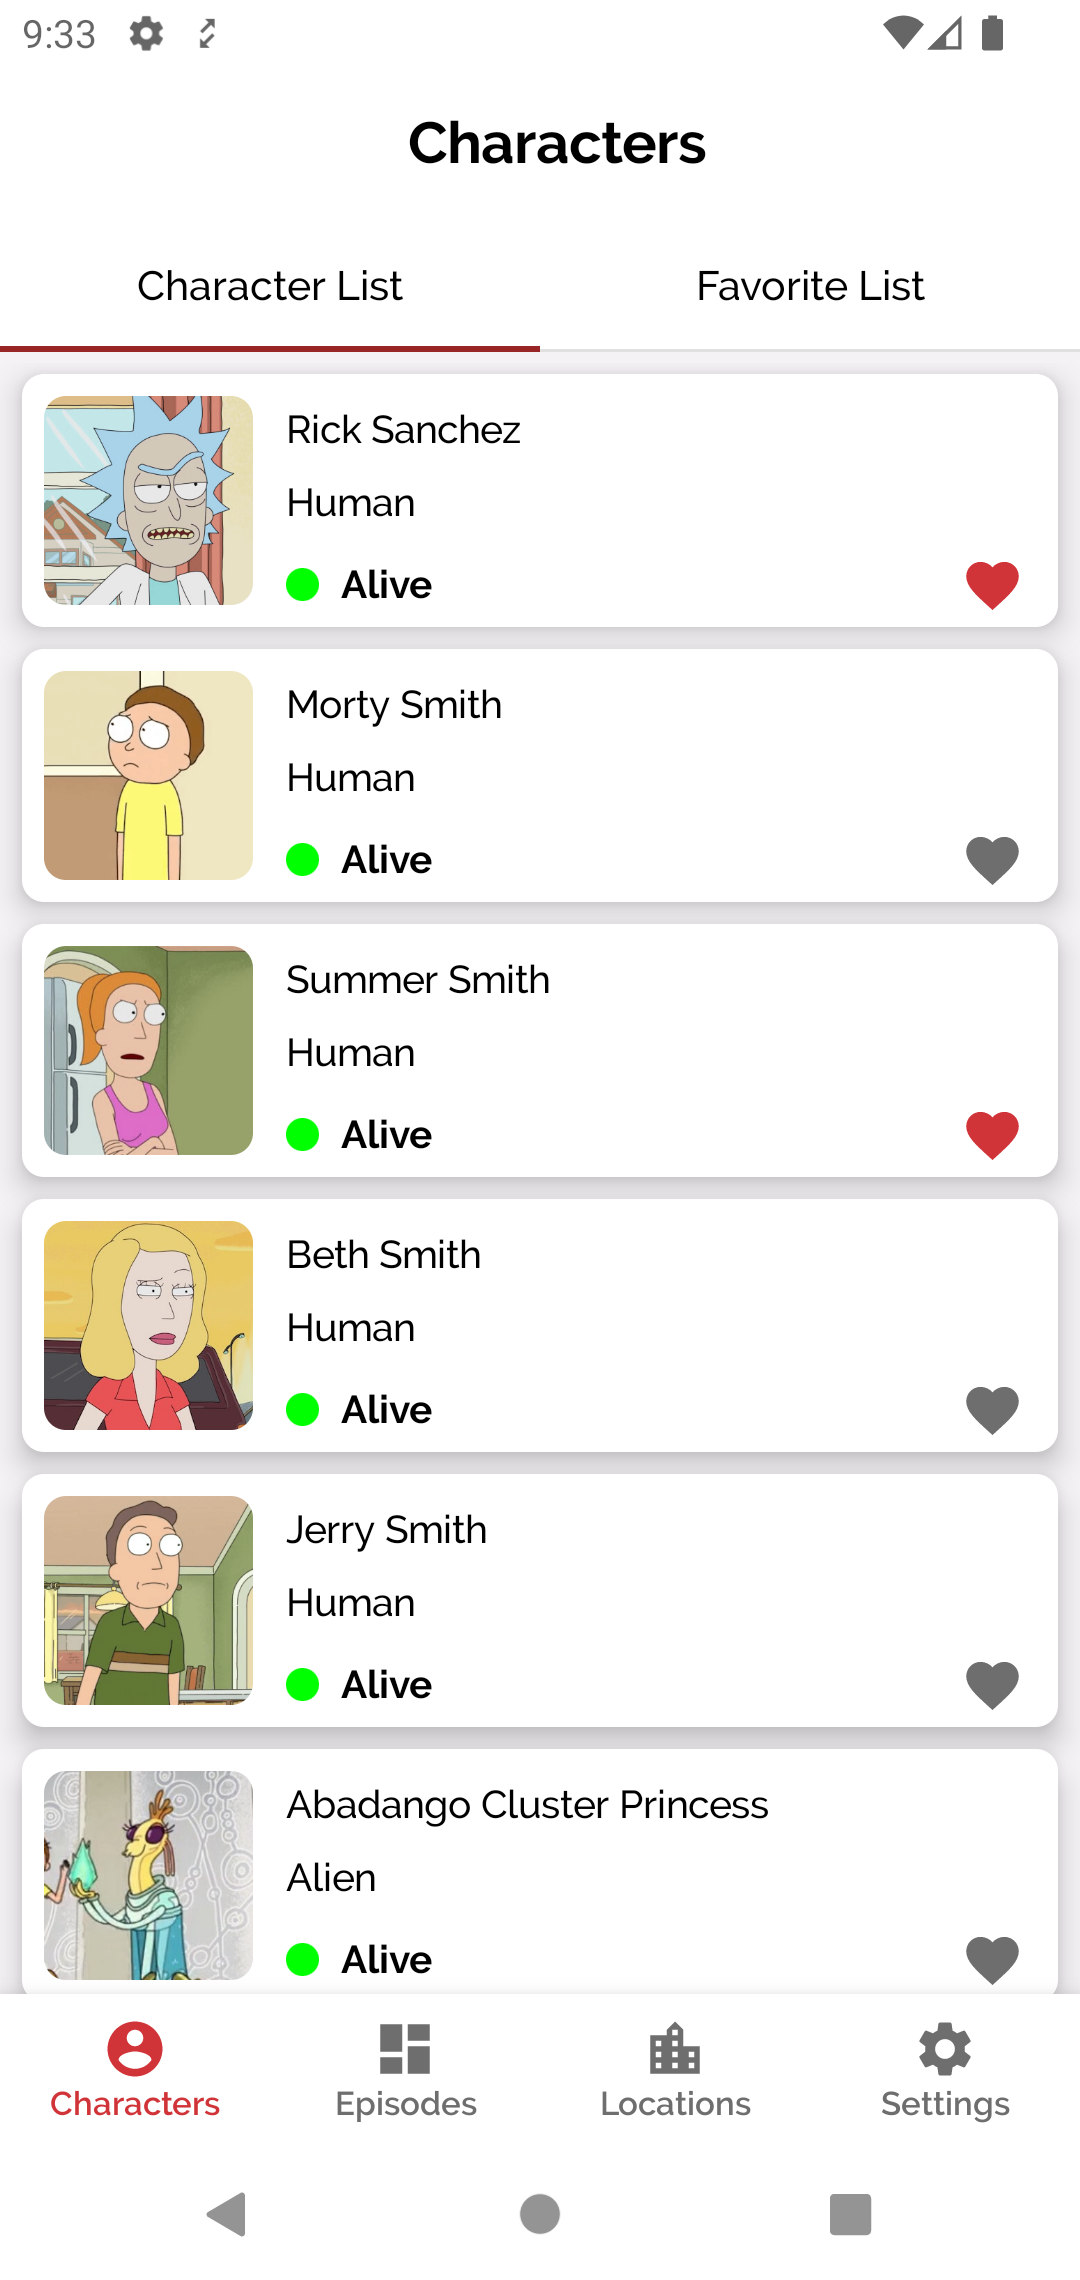 9:33
Characters
Character List
Favorite List
Rick Sanchez
Human
Alive
Morty Smith
Human
Alive
Summer Smith
Human
Alive
Beth Smith
Human
Alive
Jerry Smith
Human
Alive
Abadango Cluster Princess
Alien
Alive
Characters
Episodes
Locations
Settings